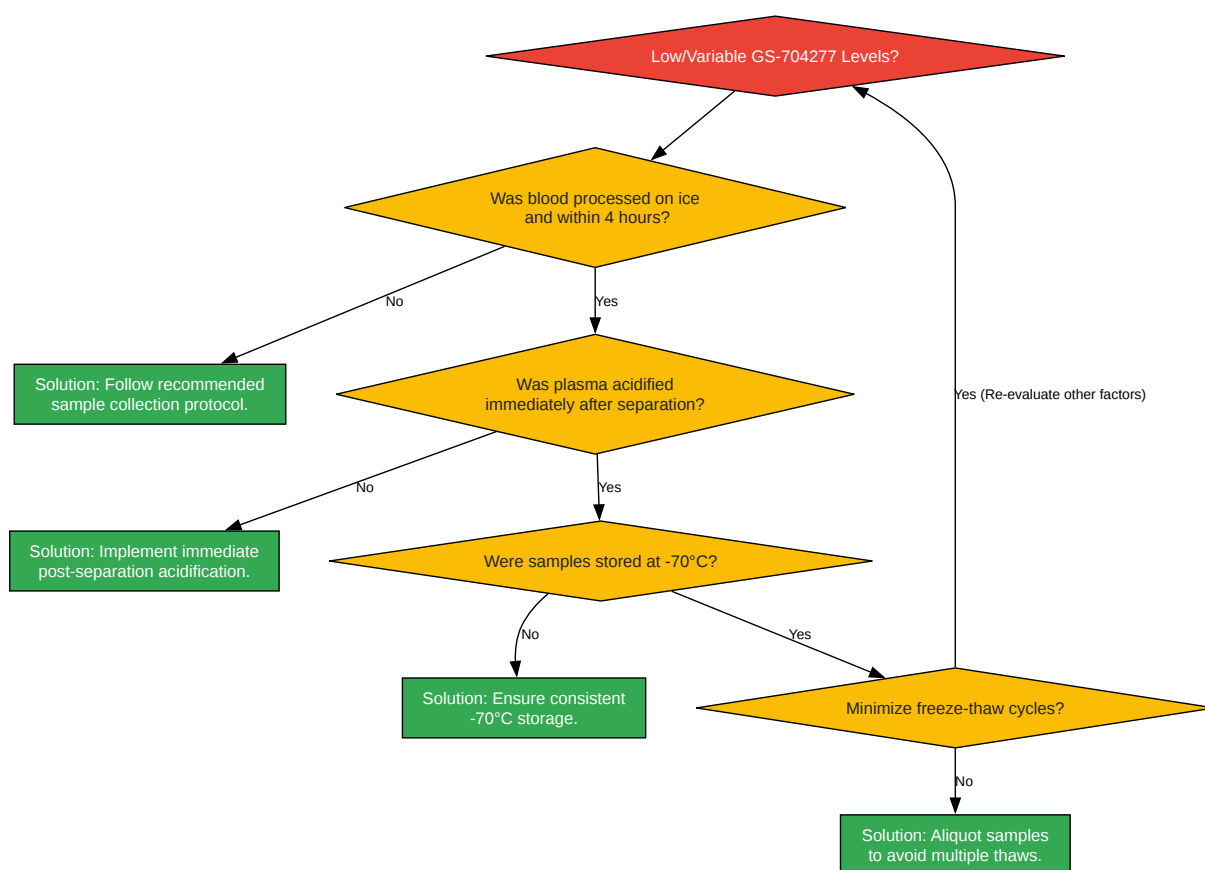 Low/Variable GS-704277 Levels?
Was blood processed on ice
and within 4 hours?
No
Yes
Solution: Follow recommended
sample collection protocol.
Was plasma acidified
immediately after separation?
Yes (Re-evaluate other factors)
No
Yes
Solution: Implement immediate
post-separation acidification.
Were samples stored at -70°C?
No
Yes
Solution: Ensure consistent
-70°C storage.
Minimize freeze-thaw cycles?
No
Solution: Aliquot samples
to avoid multiple thaws.